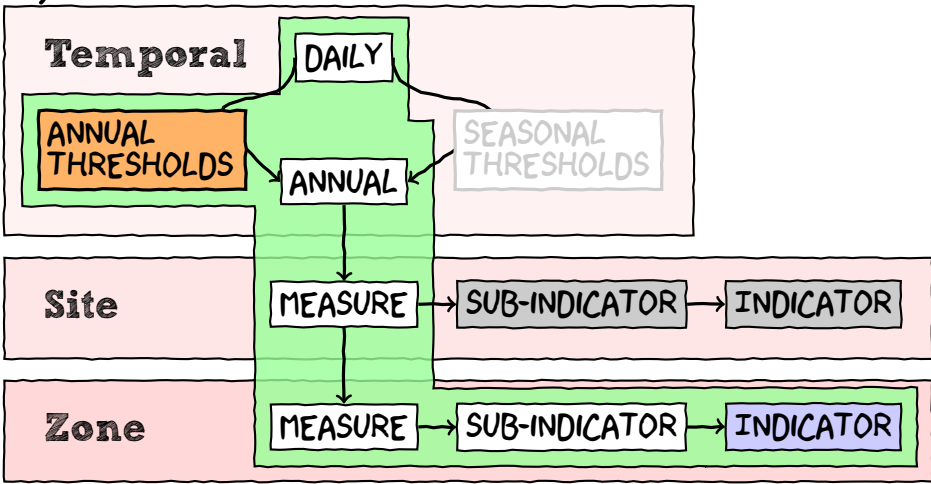 Temporal
DAILY
ANNUAL
THRESHOLDS
SEASONAL
THRESHOLDS
ANNUAL
Site
MEASURE
SUB-INDICATOR
INDICATOR
Zone
MEASURE
SUB-INDICATOR
INDICATOR